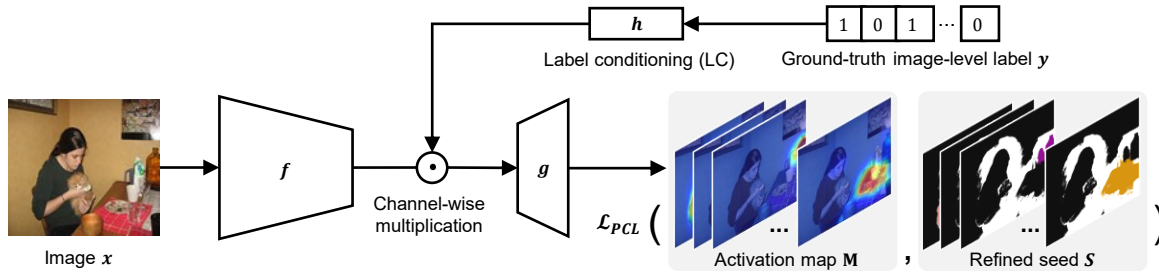 h
1 0 1 ... 0
Label conditioning (LC)
Ground-truth image-level label y
f
g
Channel-wise
multiplication
ℒ_PCL ( ... , ... )
Image x
Activation map M
Refined seed S